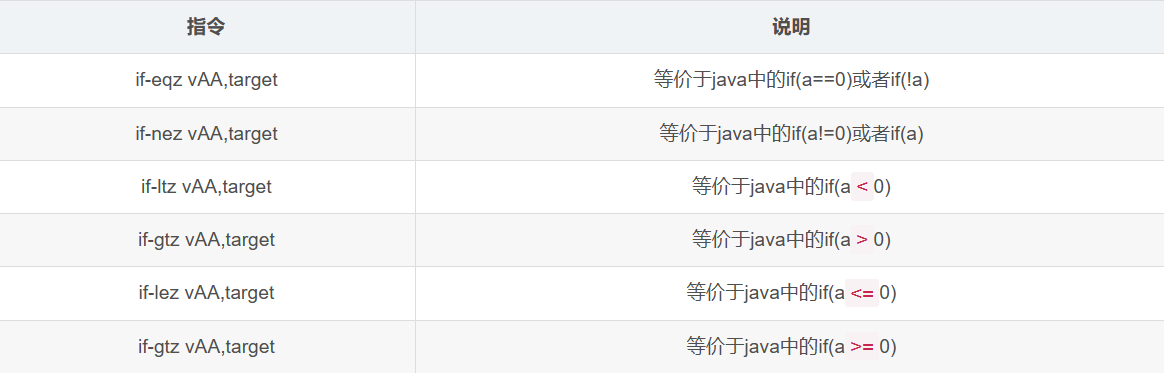 指令 说明
if-eqz vAA,target 等价于java中的if(a==0)或者if(!a)
if-nez vAA,target 等价于java中的if(a!=0)或者if(a)
if-ltz vAA,target 等价于java中的if(a < 0)
if-gtz vAA,target 等价于java中的if(a > 0)
if-lez vAA,target 等价于java中的if(a <= 0)
if-gtz vAA,target 等价于java中的if(a >= 0)